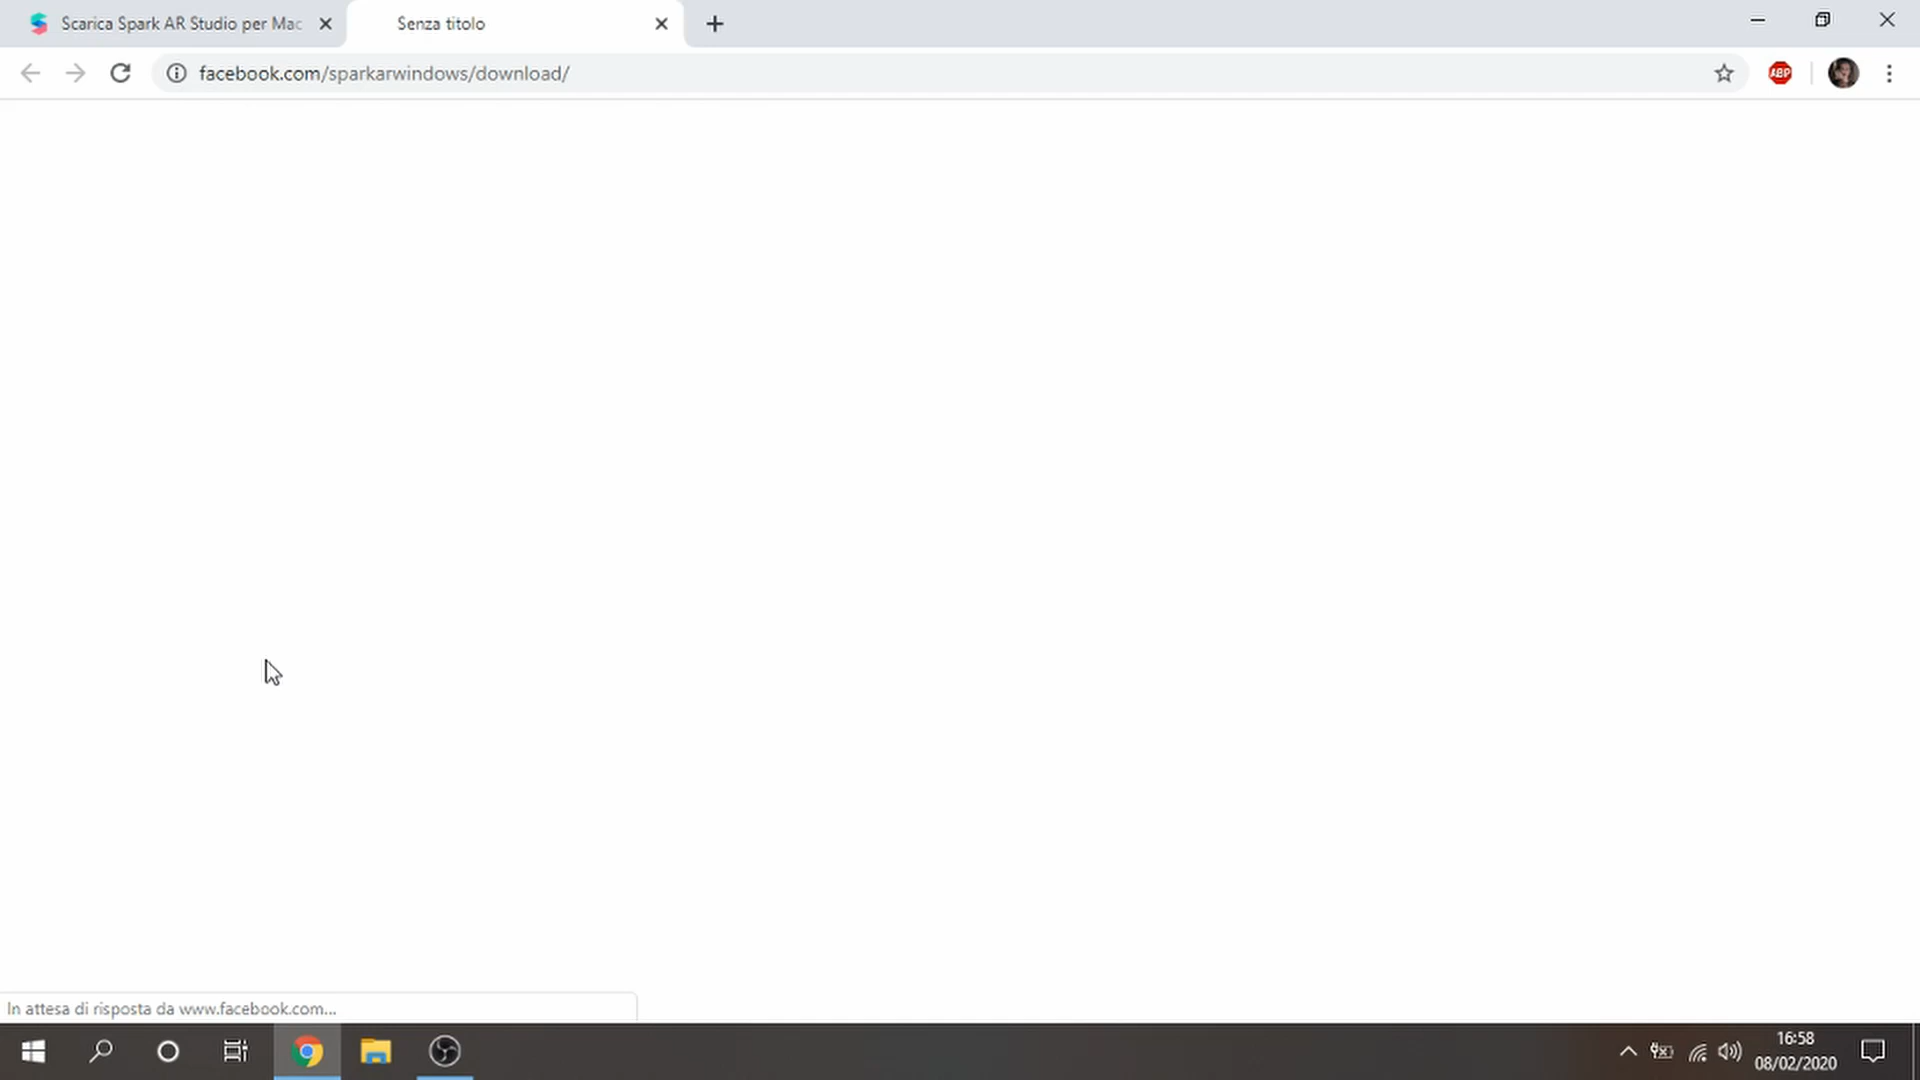 Scarica Spark AR Studio per Mac
Senza titolo
facebook.com/sparkarwindows/download/
ABP
In attesa di risposta da www.facebook.com...
16:58
08/02/2020